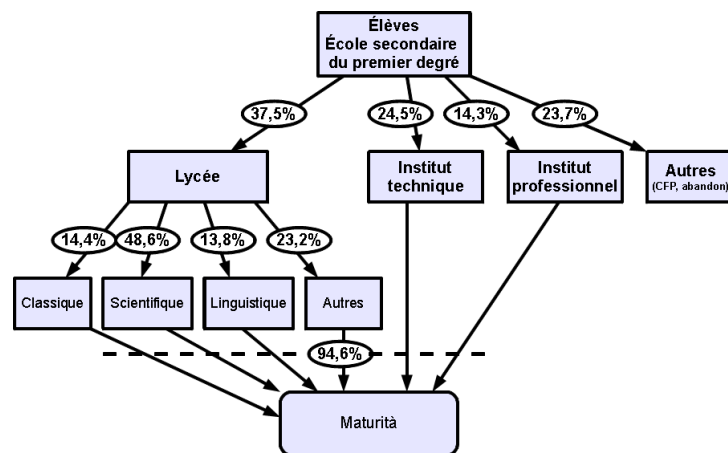 Élèves
École secondaire
du premier degré
37,5%
24,5%
14,3%
23,7%
Lycée
Institut
technique
Institut
professionnel
Autres
(CFP, abandon)
14,4%
48,6%
13,8%
23,2%
Classique
Scientifique
Linguistique
Autres
94,6%
Maturità